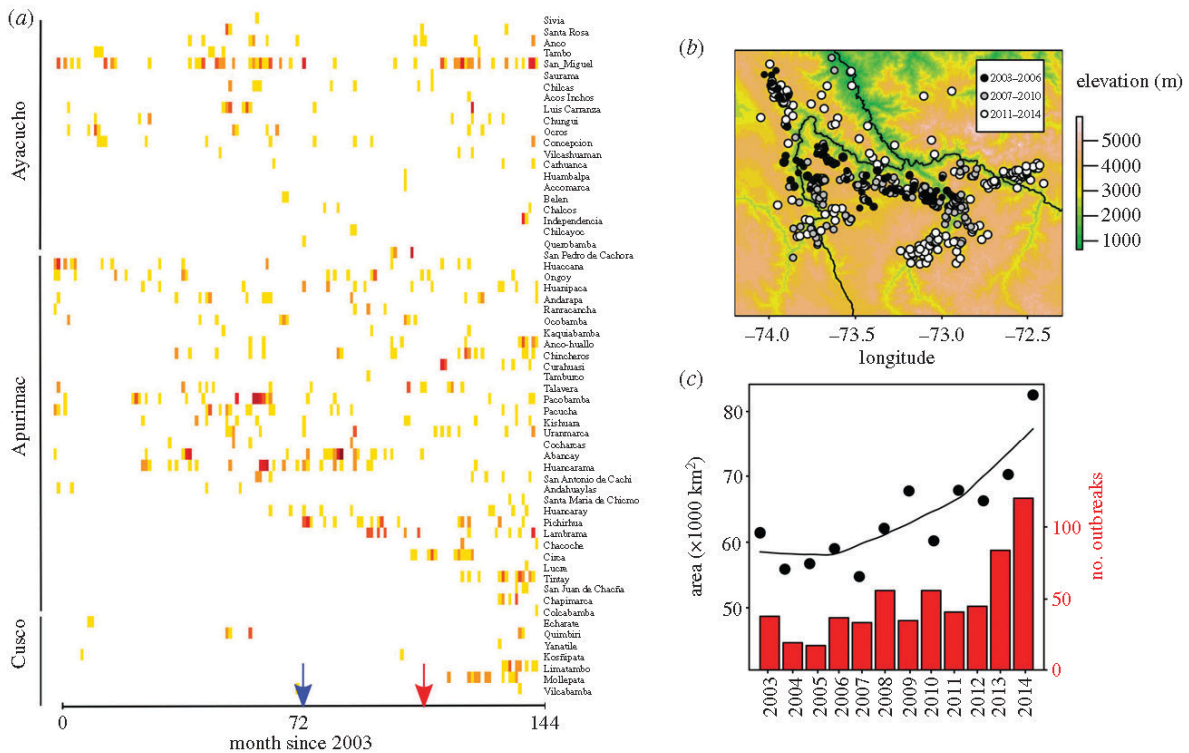 (a)
Ayacucho
Apurimac
Cusco
Sivia
Santa Rosa
Anco
Tambo
San_Miguel
Saurama
Chilcas
Acos Inchos
Luis Carranza
Chungui
Ocros
Concepcion
Vilcashuaman
Carhuanca
Huambalpa
Accomarca
Belen
Chalcos
Independencia
Chilcayoc
Querobamba
San Pedro de Cachora
Huaccana
Ongoy
Huanipaca
Andarapa
Ranracancha
Ocobamba
Kaquiabamba
Anco-huallo
Chincheros
Curahuasi
Tamburco
Talavera
Pacobamba
Pacucha
Kishuara
Uranmarca
Cocharcas
Abancay
Huancarama
San Antonio de Cachi
Andahuaylas
Santa Maria de Chicmo
Huancaray
Pichirhua
Lambrama
Chacoche
Circa
Lucre
Tintay
San Juan de Chacña
Chapimarca
Colcabamba
Echarate
Quimbiri
Yanatile
Kosñipata
Limatambo
Mollepata
Vilcabamba
0 72 144
month since 2003
(b)
2003–2006
2007–2010
2011–2014
elevation (m)
5000
4000
3000
2000
1000
–74.0 –73.5 –73.0 –72.5
longitude
(c)
80
70
60
50
area (×1000 km²)
100
50
0
no. outbreaks
2003 2004 2005 2006 2007 2008 2009 2010 2011 2012 2013 2014